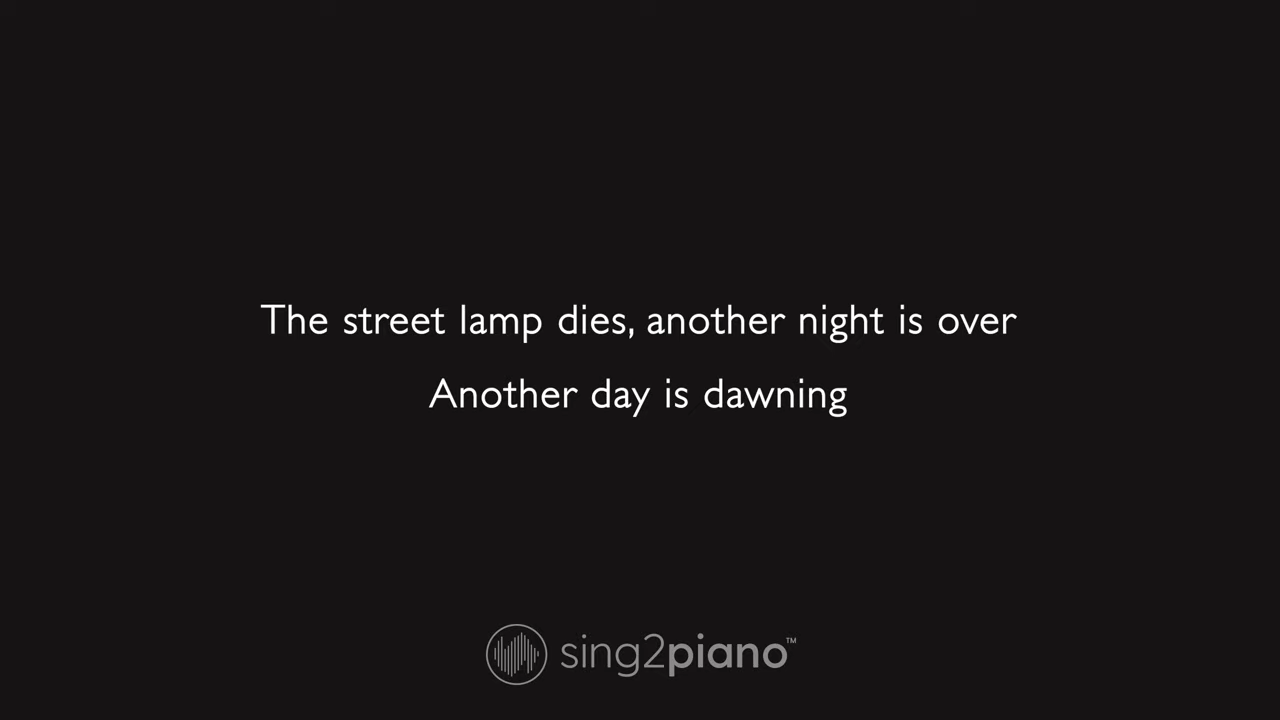 The street lamp dies, another night is over
Another day is dawning
sing2piano™